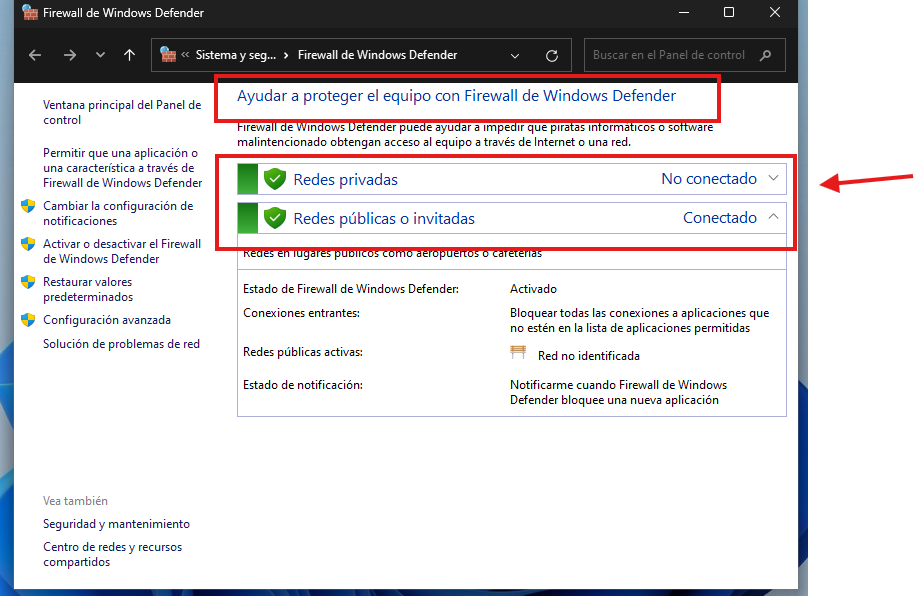 Firewall de Windows Defender
Sistema y seg... › Firewall de Windows Defender
Buscar en el Panel de control
Ventana principal del Panel de
control
Permitir que una aplicación o
una característica a través de
Firewall de Windows Defender
Cambiar la configuración de
notificaciones
Activar o desactivar el Firewall
de Windows Defender
Restaurar valores
predeterminados
Configuración avanzada
Solución de problemas de red
Vea también
Seguridad y mantenimiento
Centro de redes y recursos
compartidos
Ayudar a proteger el equipo con Firewall de Windows Defender
Firewall de Windows Defender puede ayudar a impedir que piratas informáticos o software
malintencionado obtengan acceso al equipo a través de Internet o una red.
Redes privadas No conectado
Redes públicas o invitadas Conectado
Redes en lugares públicos como aeropuertos o cafeterías
Estado de Firewall de Windows Defender: Activado
Conexiones entrantes: Bloquear todas las conexiones a aplicaciones que
no estén en la lista de aplicaciones permitidas
Redes públicas activas: Red no identificada
Estado de notificación: Notificarme cuando Firewall de Windows
Defender bloquee una nueva aplicación